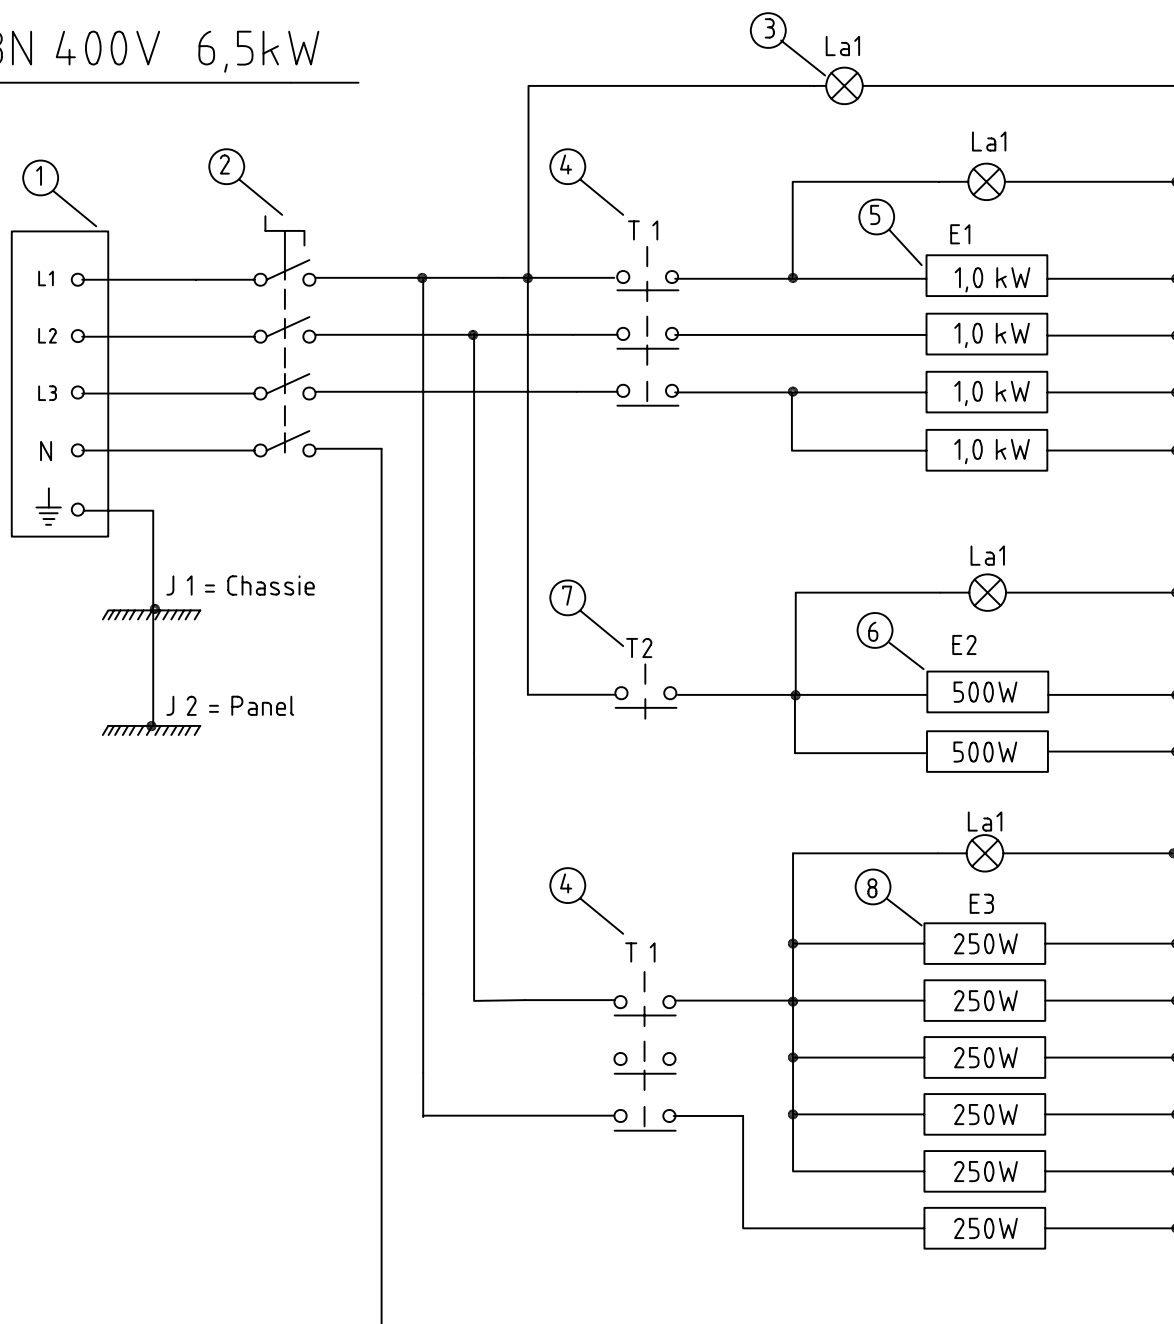 3N 400V 6,5kW
3
La1
1
2
4
La1
T 1
5
E1
L1
1,0 kW
L2
1,0 kW
L3
1,0 kW
N
1,0 kW
J 1 = Chassie
La1
7
T2
6
E2
500W
J 2 = Panel
500W
La1
4
8
E3
T 1
250W
250W
250W
250W
250W
250W